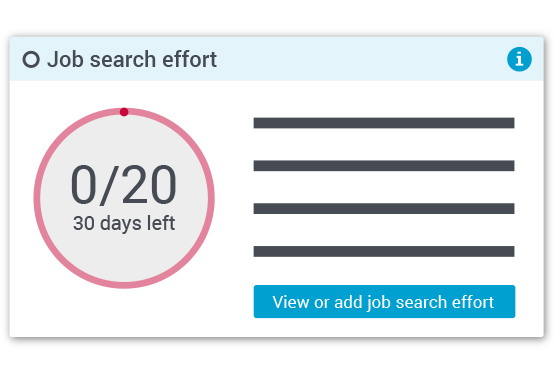 Job search effort
i
0/20
30 days left
View or add job search effort